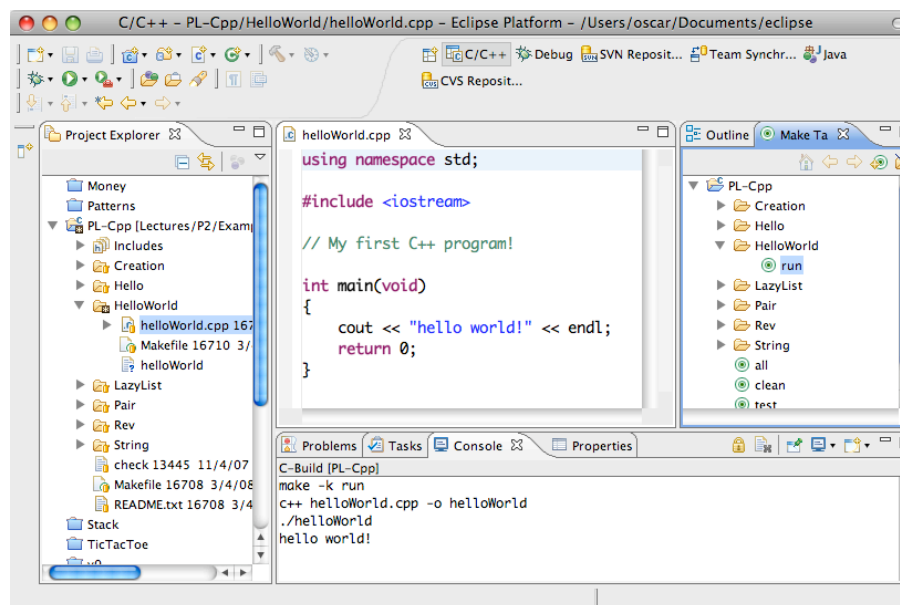 C/C++ - PL-Cpp/HelloWorld/helloWorld.cpp - Eclipse Platform - /Users/oscar/Documents/eclipse
C/C++ Debug SVN Reposit... Team Synchr... Java
CVS Reposit...
Project Explorer
Money
Patterns
PL-Cpp [Lectures/P2/Examp
Includes
Creation
Hello
HelloWorld
helloWorld.cpp 167
Makefile 16710 3/
helloWorld
LazyList
Pair
Rev
String
check 13445 11/4/07
Makefile 16708 3/4/08
README.txt 16708 3/4
Stack
TicTacToe
helloWorld.cpp
using namespace std;
#include <iostream>
// My first C++ program!
int main(void)
{
cout << "hello world!" << endl;
return 0;
}
Outline Make Ta
PL-Cpp
Creation
Hello
HelloWorld
run
LazyList
Pair
Rev
String
all
clean
test
Problems Tasks Console Properties
C-Build [PL-Cpp]
make -k run
c++ helloWorld.cpp -o helloWorld
./helloWorld
hello world!